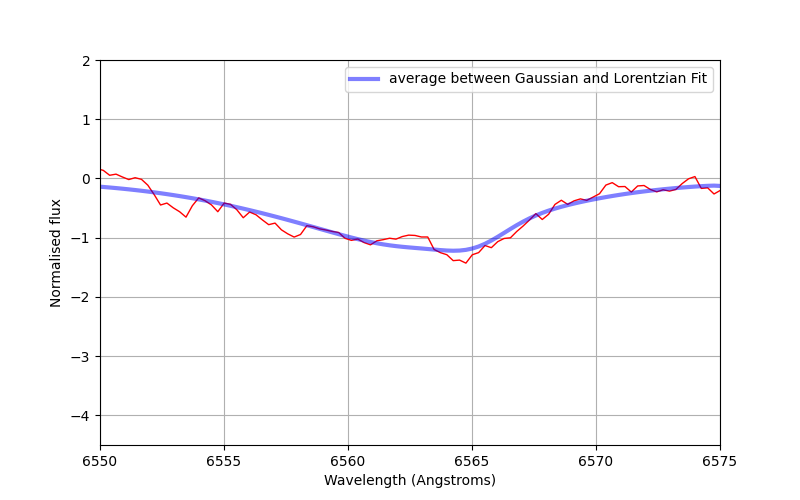 average between Gaussian and Lorentzian Fit
2
1
0
−1
−2
−3
−4
Normalised flux
6550 6555 6560 6565 6570 6575
Wavelength (Angstroms)